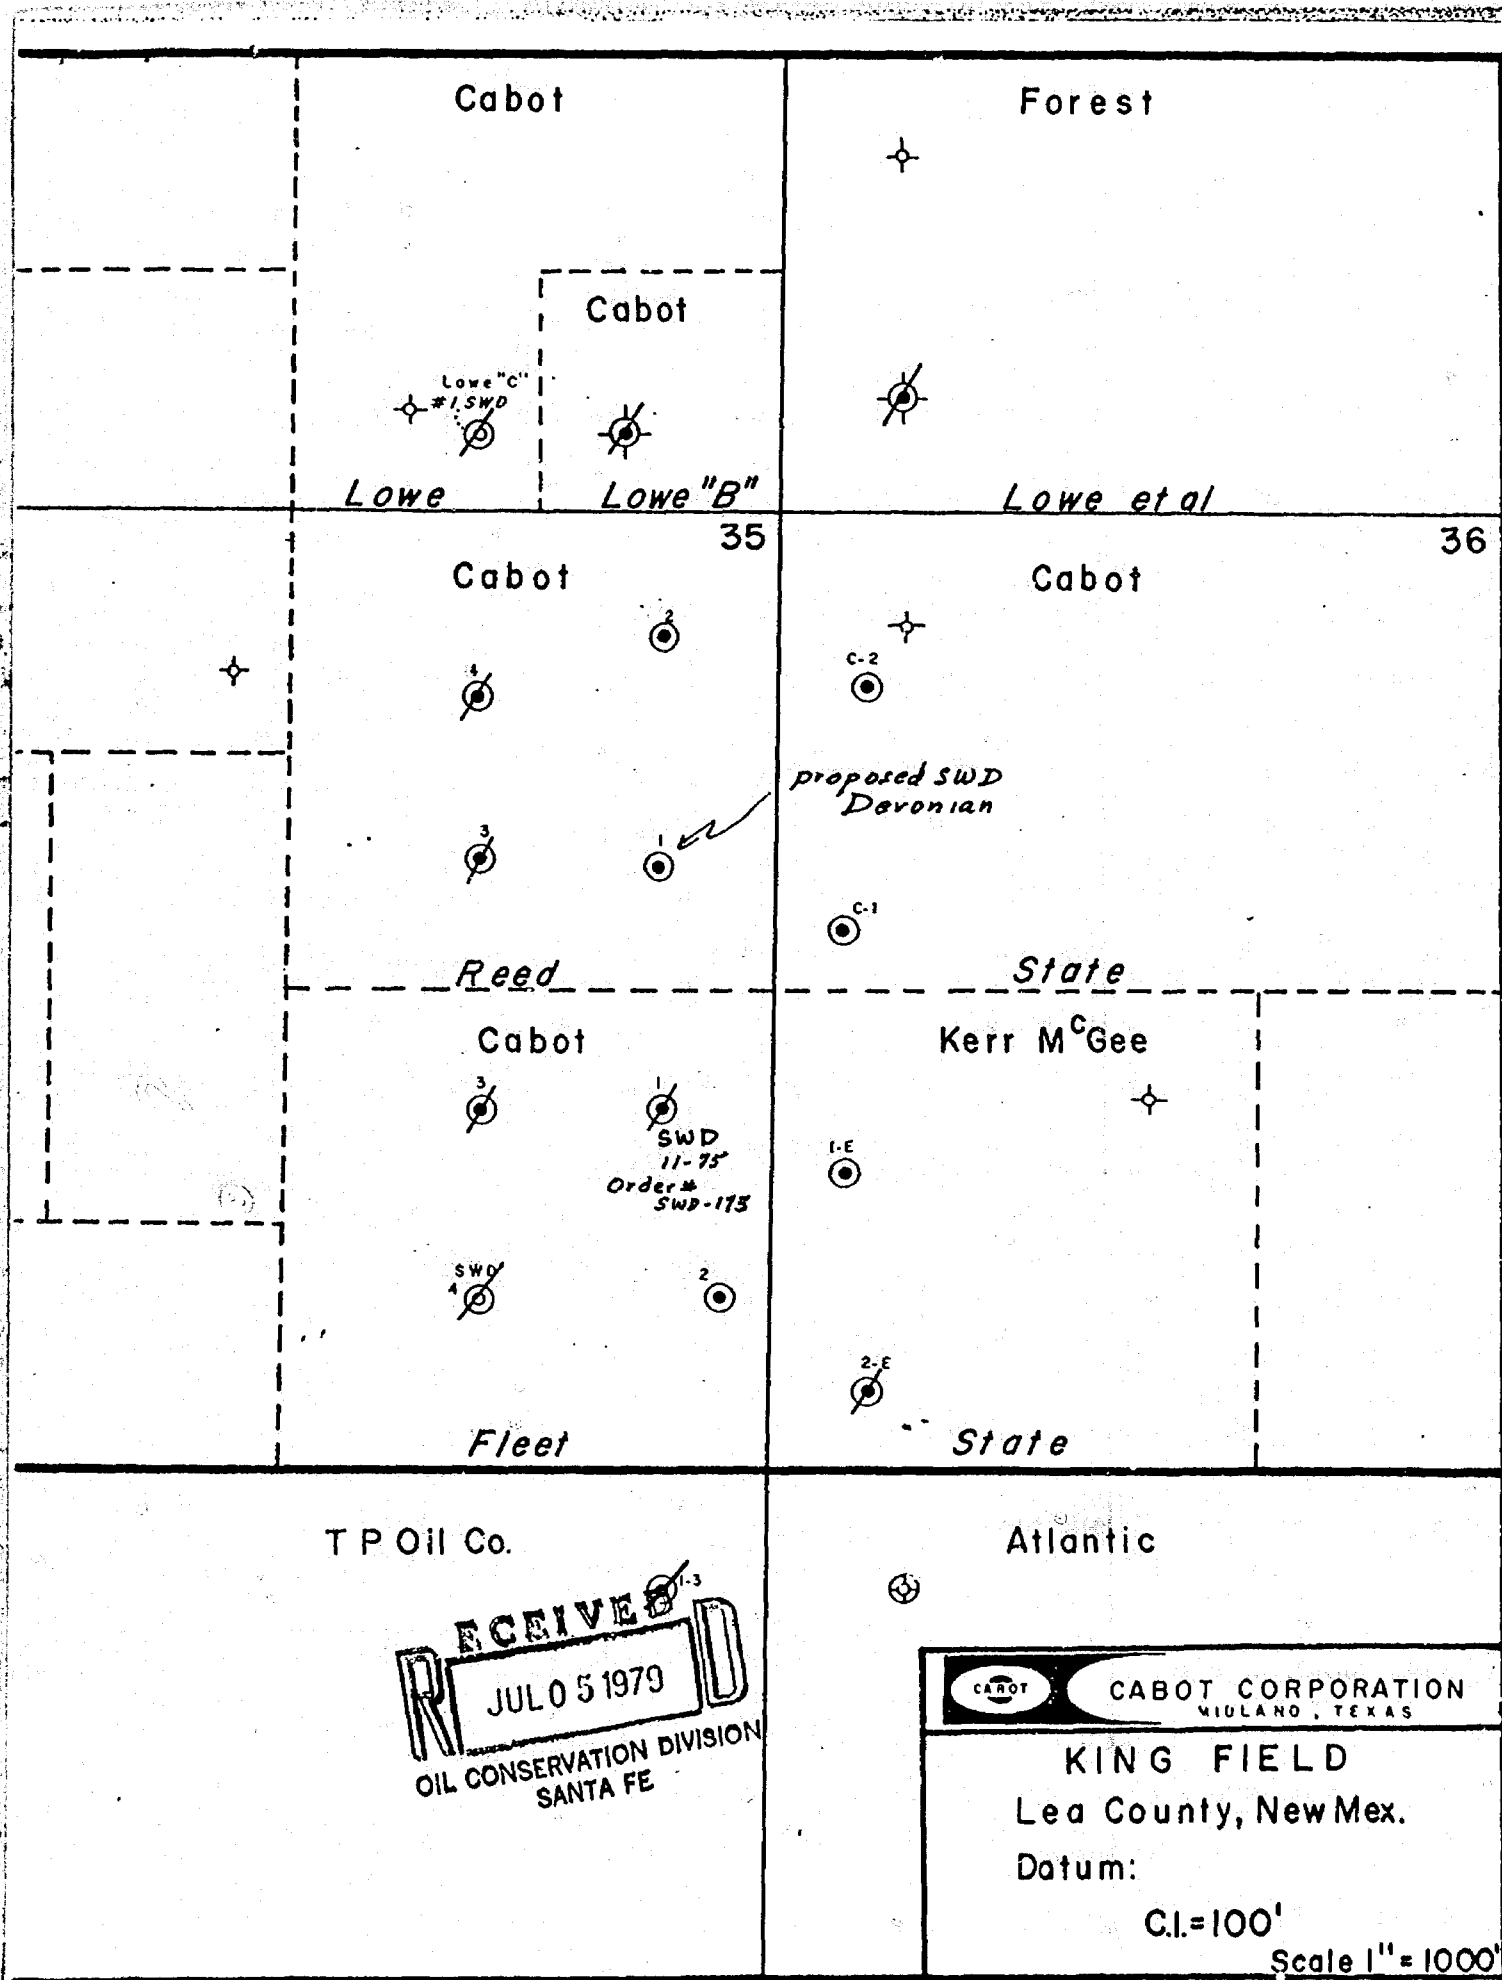 Cabot
Forest
Cabot
Lowe "C"
#1 SWD
Lowe
Lowe "B"
Lowe et al
35
36
Cabot
Cabot
2
4
C-2
proposed SWD
Devonian
3
1
C-1
Reed
State
Cabot
Kerr McGee
3
1
SWD
11-75
Order #
SWD-173
1-E
SWD
4
2
2-E
Fleet
State
T P Oil Co.
Atlantic
1-3
RECEIVED
JUL 05 1979
OIL CONSERVATION DIVISION
SANTA FE
CABOT
CABOT CORPORATION
MIDLAND, TEXAS
KING FIELD
Lea County, New Mex.
Datum:
C.I.=100'
Scale 1"=1000'